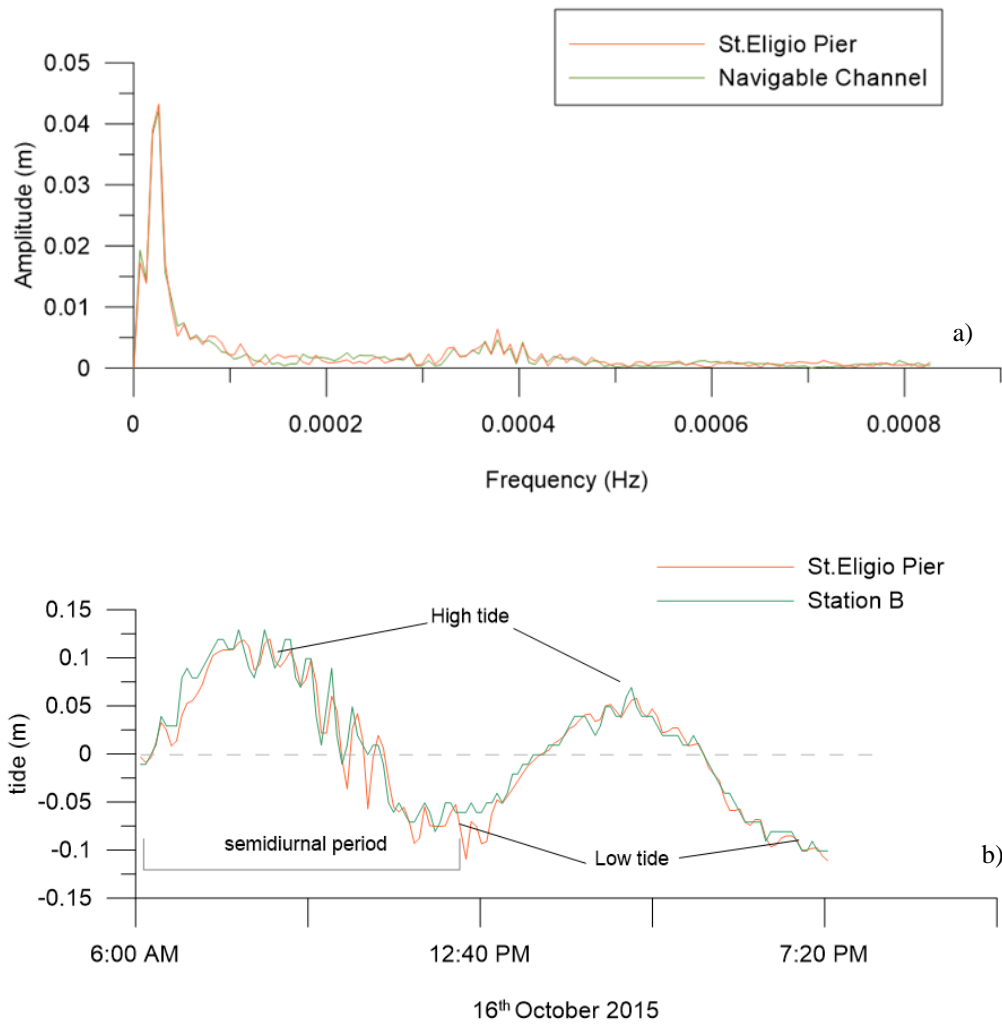 St.Eligio Pier
Navigable Channel
0.05
0.04
0.03
0.02
0.01
0
Amplitude (m)
a)
0
0.0002
0.0004
0.0006
0.0008
Frequency (Hz)
St.Eligio Pier
Station B
0.15
0.1
0.05
0
-0.05
-0.1
-0.15
tide (m)
High tide
semidiurnal period
Low tide
b)
6:00 AM
12:40 PM
7:20 PM
16th October 2015